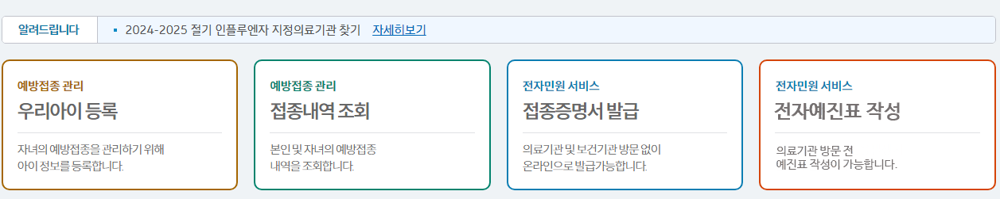 알려드립니다
2024-2025 절기 인플루엔자 지정의료기관 찾기 자세히보기
예방접종 관리
우리아이 등록
자녀의 예방접종을 관리하기 위해
아이 정보를 등록합니다.
예방접종 관리
접종내역 조회
본인 및 자녀의 예방접종
내역을 조회합니다.
전자민원 서비스
접종증명서 발급
의료기관 및 보건기관 방문 없이
온라인으로 발급가능합니다.
전자민원 서비스
전자예진표 작성
의료기관 방문 전
예진표 작성이 가능합니다.